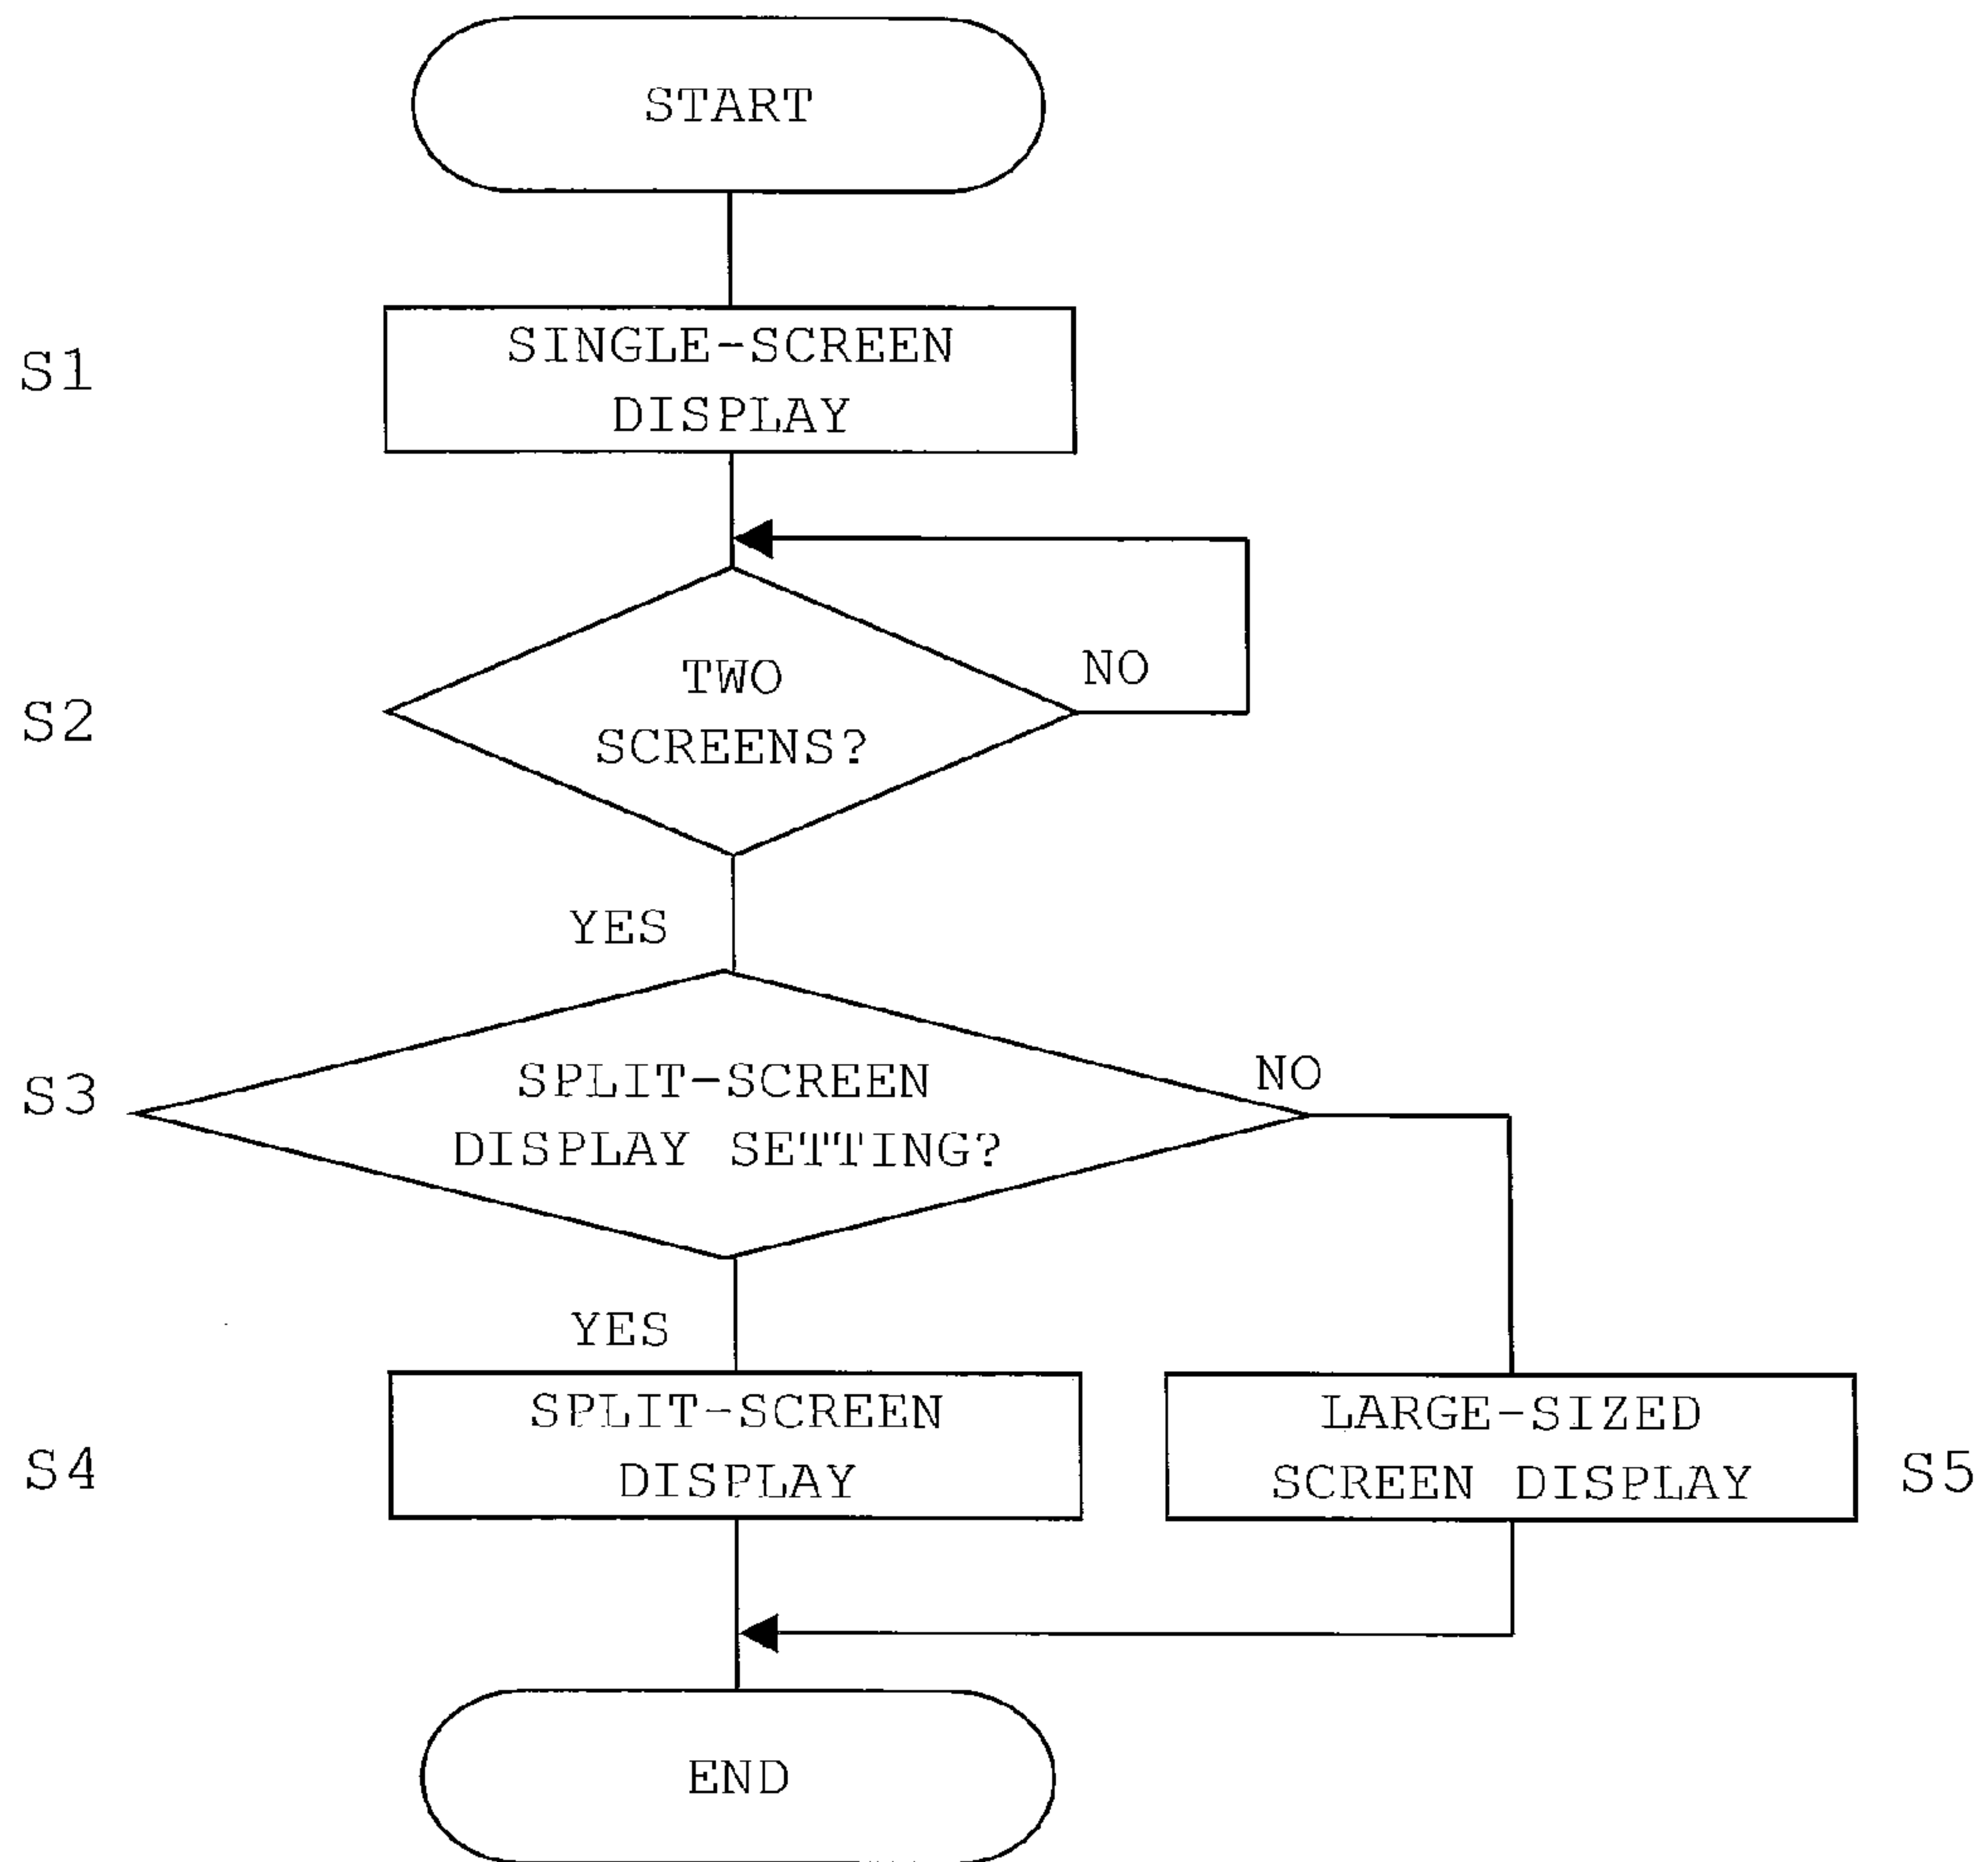 START
S1
SINGLE-SCREEN
DISPLAY
S2
TWO
SCREENS?
NO
YES
S3
SPLIT-SCREEN
DISPLAY SETTING?
NO
YES
S4
SPLIT-SCREEN
DISPLAY
LARGE-SIZED
SCREEN DISPLAY
S5
END